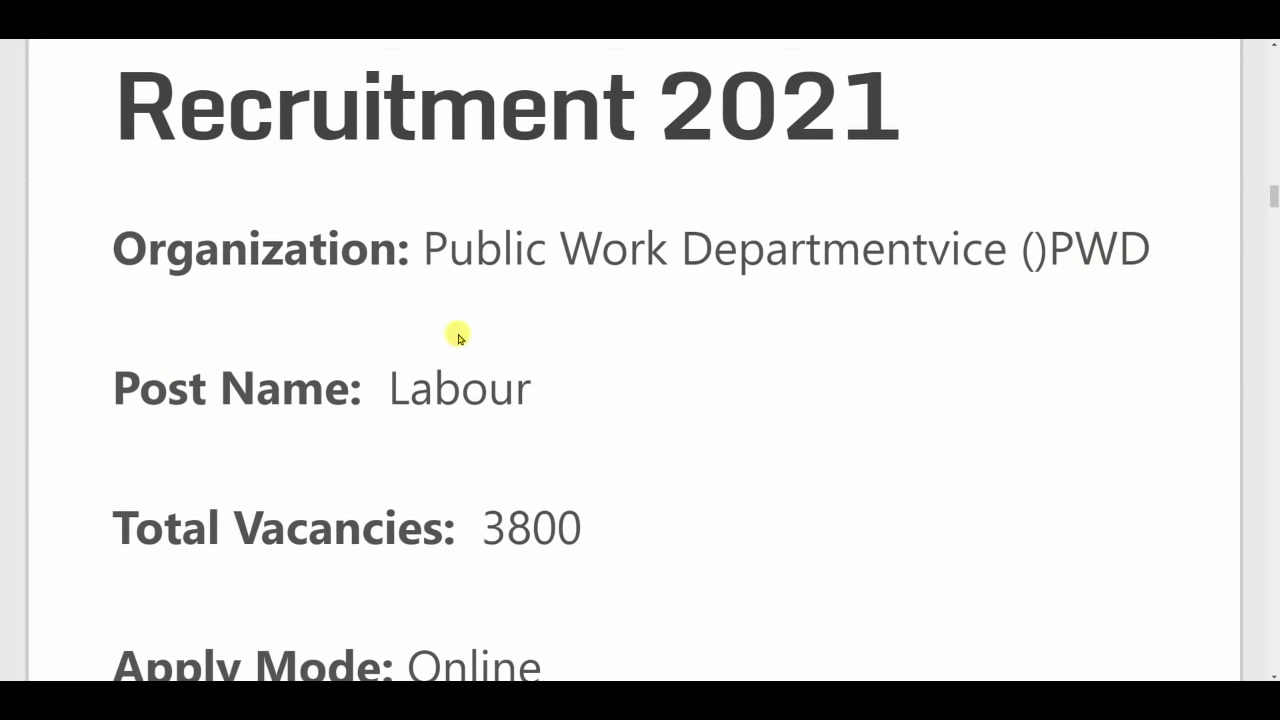 Recruitment 2021
Organization: Public Work Departmentvice ()PWD
Post Name: Labour
Total Vacancies: 3800
Apply Mode: Online